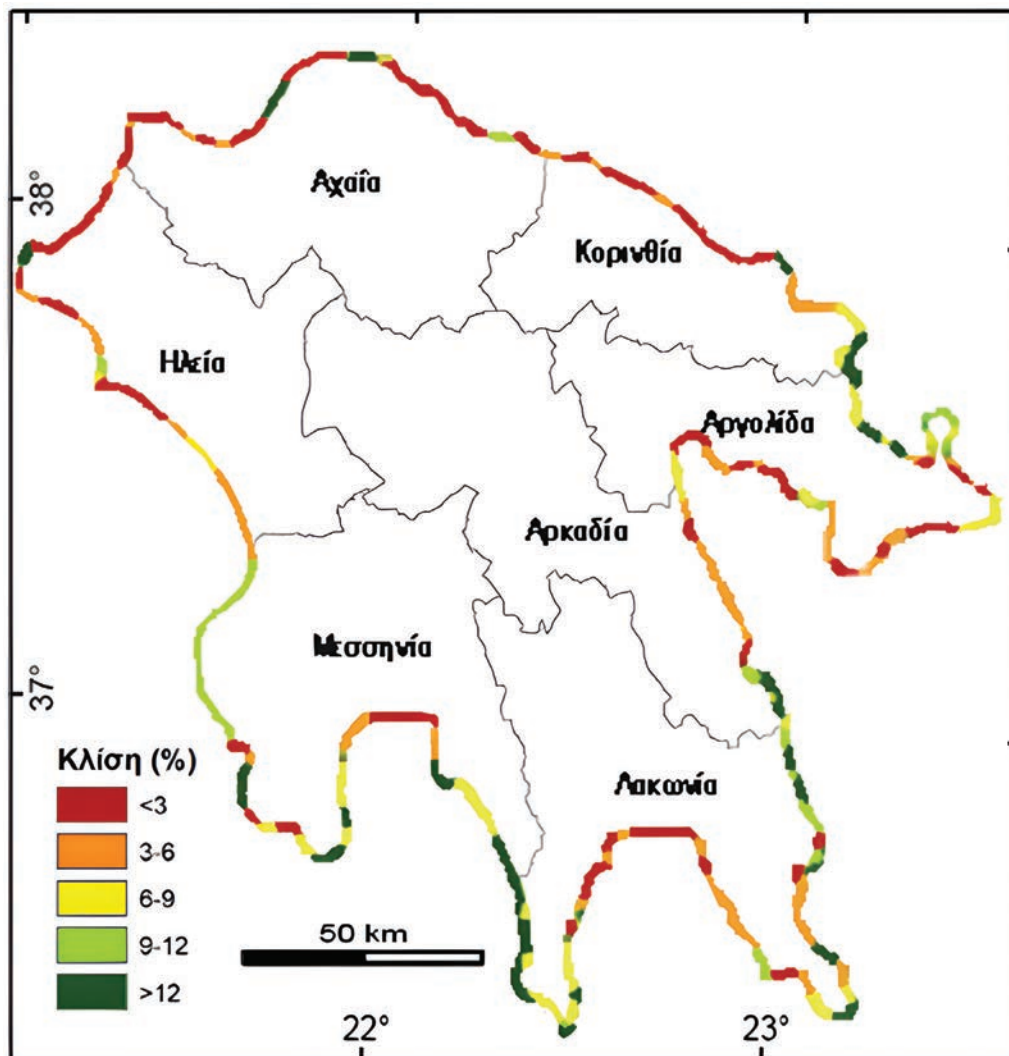 Αχαΐα
38°
Κορινθία
Ηλεία
Αργολίδα
Αρκαδία
Μεσσηνία
37°
Κλίση (%)
Λακωνία
<3
3-6
6-9
50 km
9-12
>12
22°
23°